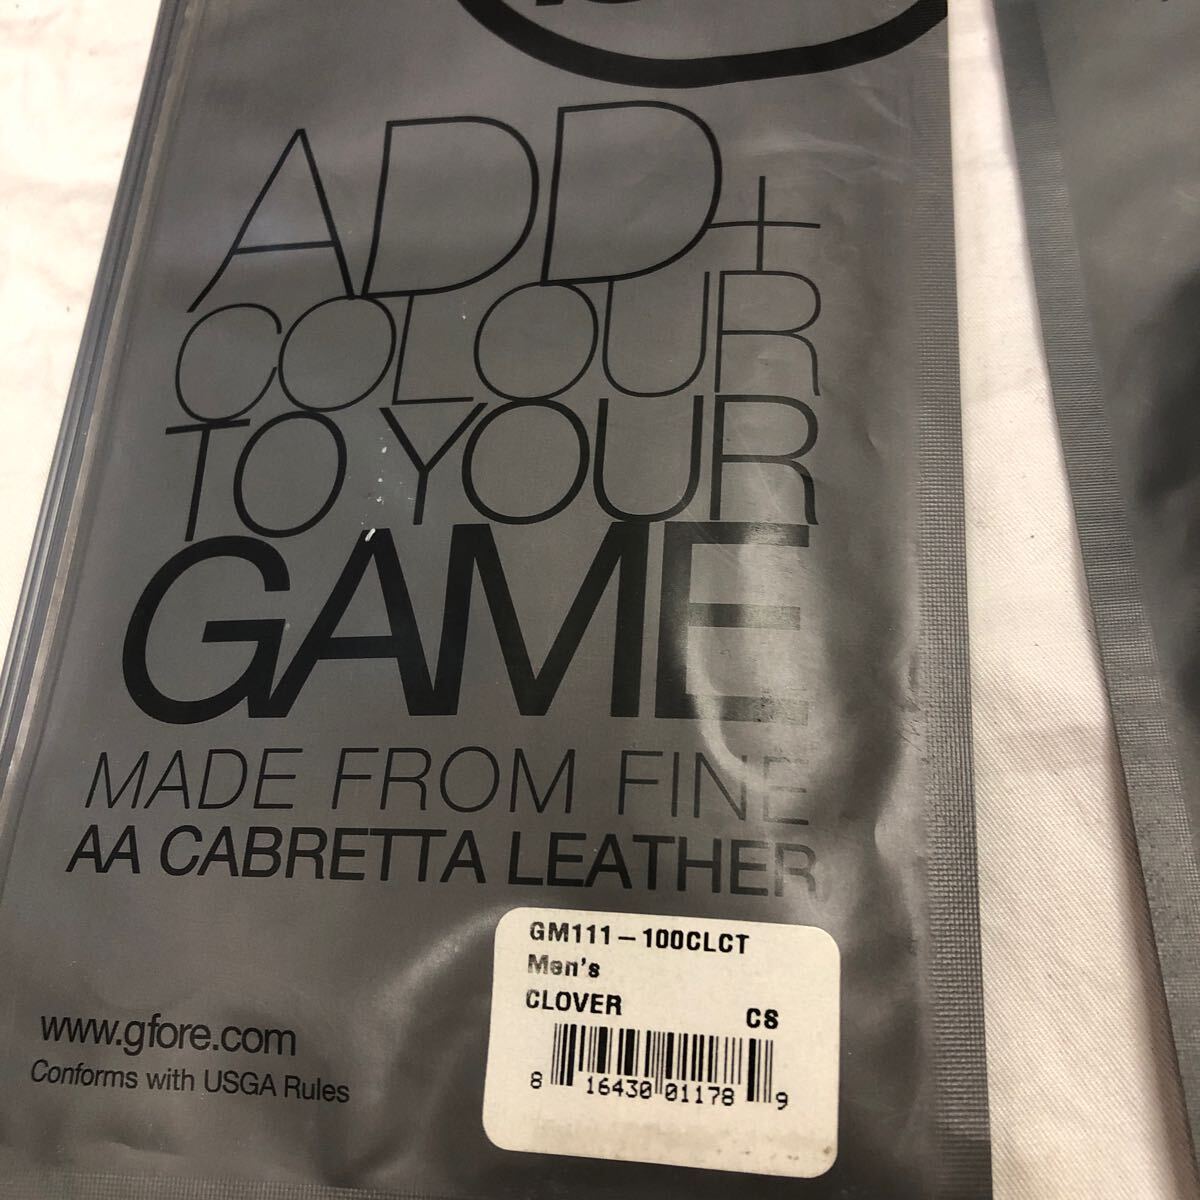 ADD+
COLOUR
TO YOUR
GAME
MADE FROM FINE
AA CABRETTA LEATHER
www.gfore.com
Conforms with USGA Rules
GM111-100CLCT
Men's
CLOVER CS
8 16430 01178 9